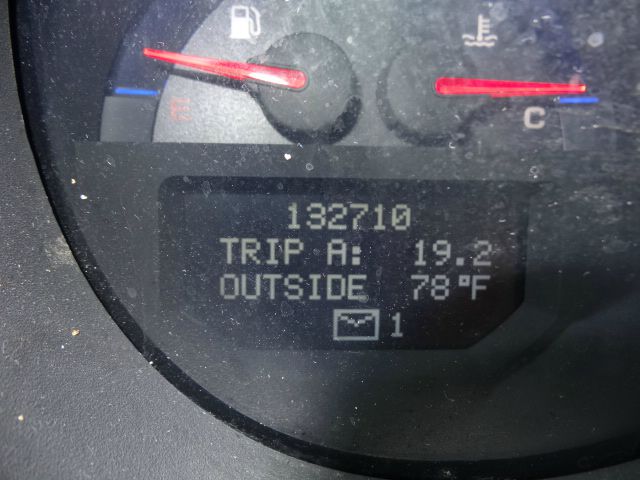 C
132710
TRIP A: 19.2
OUTSIDE 78°F
1